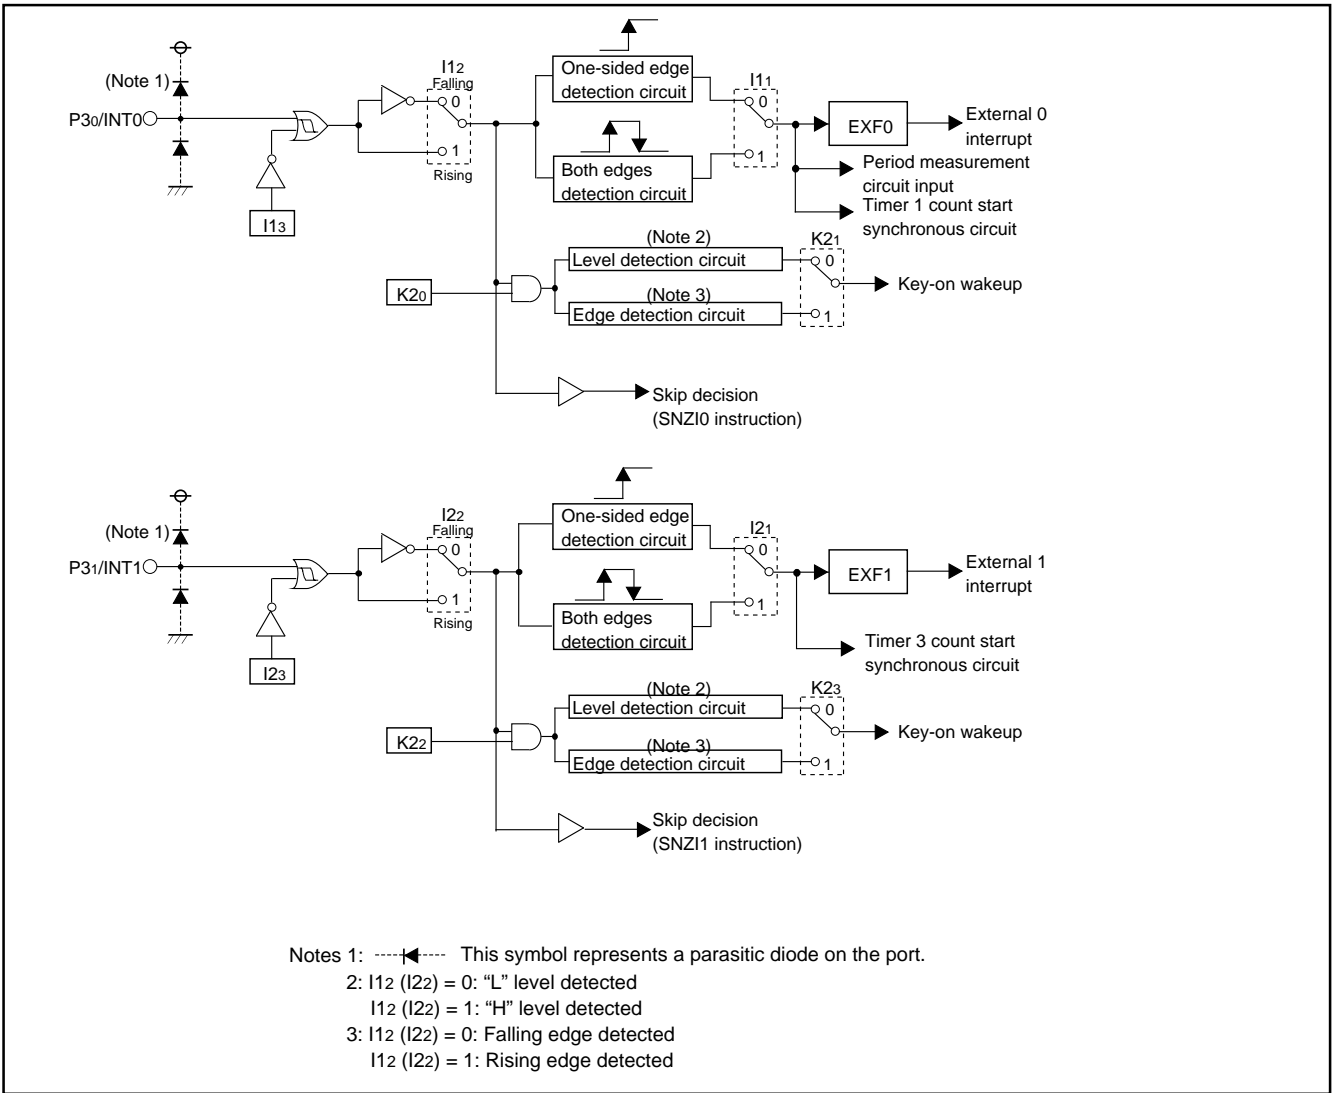 (Note 1)
P30/INT0
I13
I12
Falling
0
1
Rising
One-sided edge
detection circuit
Both edges
detection circuit
I11
0
1
EXF0
External 0
interrupt
Period measurement
circuit input
Timer 1 count start
synchronous circuit
K20
(Note 2)
Level detection circuit
(Note 3)
Edge detection circuit
K21
0
1
Key-on wakeup
Skip decision
(SNZI0 instruction)
(Note 1)
P31/INT1
I23
I22
Falling
0
1
Rising
One-sided edge
detection circuit
Both edges
detection circuit
I21
0
1
EXF1
External 1
interrupt
Timer 3 count start
synchronous circuit
K22
(Note 2)
Level detection circuit
(Note 3)
Edge detection circuit
K23
0
1
Key-on wakeup
Skip decision
(SNZI1 instruction)
Notes 1: This symbol represents a parasitic diode on the port.
2: I12 (I22) = 0: “L” level detected
I12 (I22) = 1: “H” level detected
3: I12 (I22) = 0: Falling edge detected
I12 (I22) = 1: Rising edge detected